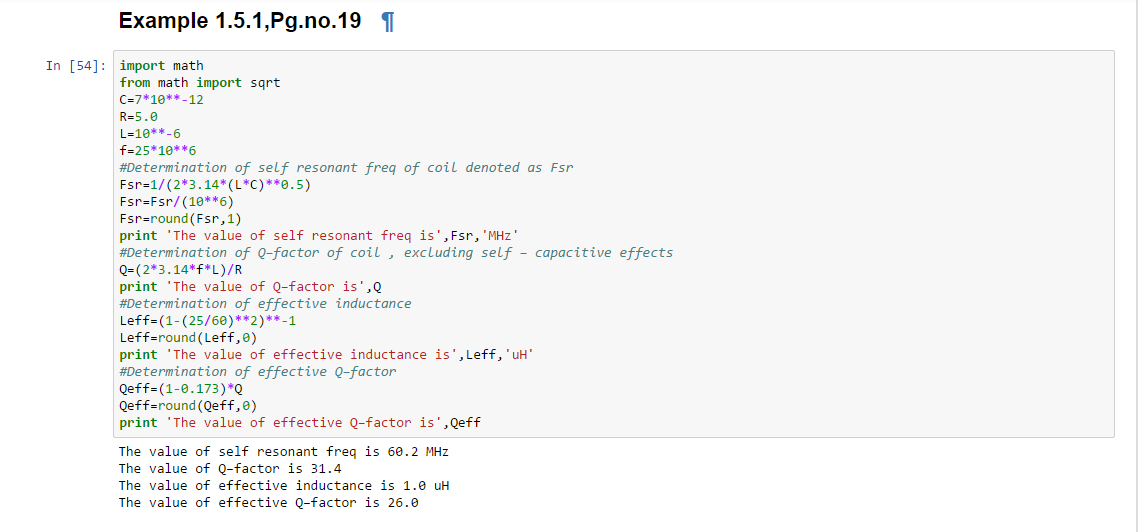 Example 1.5.1,Pg.no.19 ¶
In [54]: import math
from math import sqrt
C=7*10**-12
R=5.0
L=10**-6
f=25*10**6
#Determination of self resonant freq of coil denoted as Fsr
Fsr=1/(2*3.14*(L*C)**0.5)
Fsr=Fsr/(10**6)
Fsr=round(Fsr,1)
print 'The value of self resonant freq is',Fsr,'MHz'
#Determination of Q-factor of coil , excluding self - capacitive effects
Q=(2*3.14*f*L)/R
print 'The value of Q-factor is',Q
#Determination of effective inductance
Leff=(1-(25/60)**2)**-1
Leff=round(Leff,0)
print 'The value of effective inductance is',Leff,'uH'
#Determination of effective Q-factor
Qeff=(1-0.173)*Q
Qeff=round(Qeff,0)
print 'The value of effective Q-factor is',Qeff
The value of self resonant freq is 60.2 MHz
The value of Q-factor is 31.4
The value of effective inductance is 1.0 uH
The value of effective Q-factor is 26.0